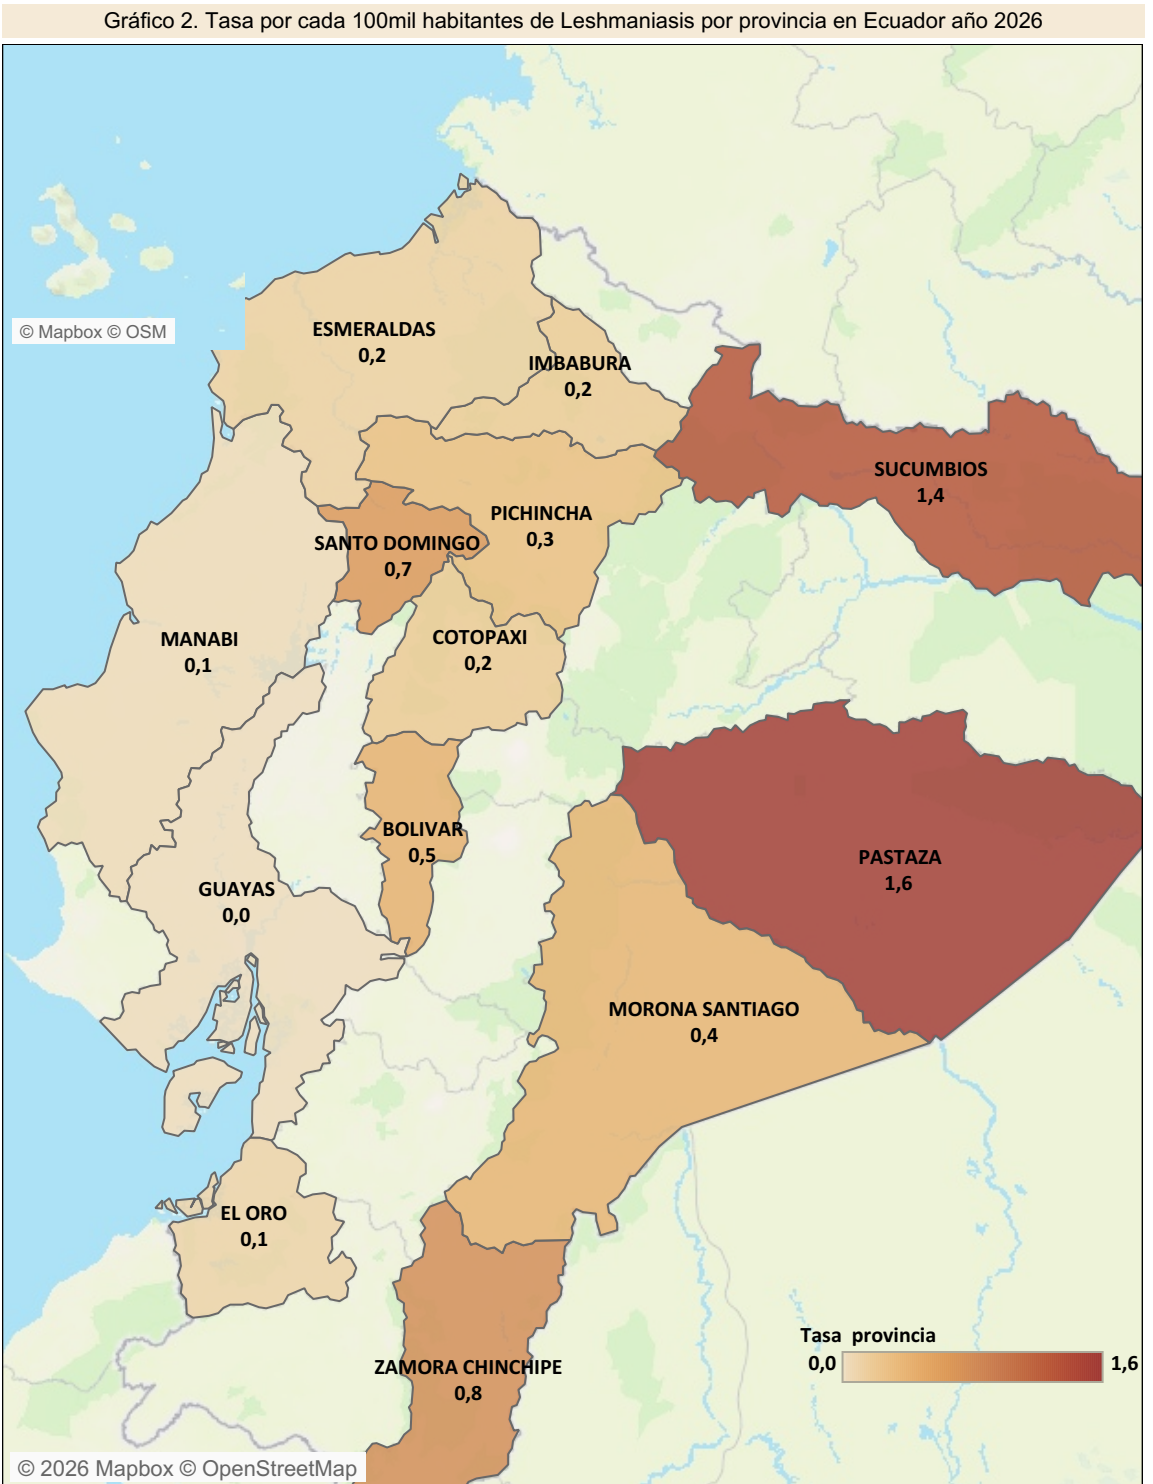 Gráfico 2. Tasa por cada 100mil habitantes de Leshmaniasis por provincia en Ecuador año 2026
© Mapbox © OSM
ESMERALDAS
0,2
IMBABURA
0,2
SUCUMBIOS
1,4
PICHINCHA
0,3
SANTO DOMINGO
0,7
MANABI
0,1
COTOPAXI
0,2
BOLIVAR
0,5
PASTAZA
1,6
GUAYAS
0,0
MORONA SANTIAGO
0,4
EL ORO
0,1
ZAMORA CHINCHIPE
0,8
Tasa provincia
0,0 1,6
© 2026 Mapbox © OpenStreetMap